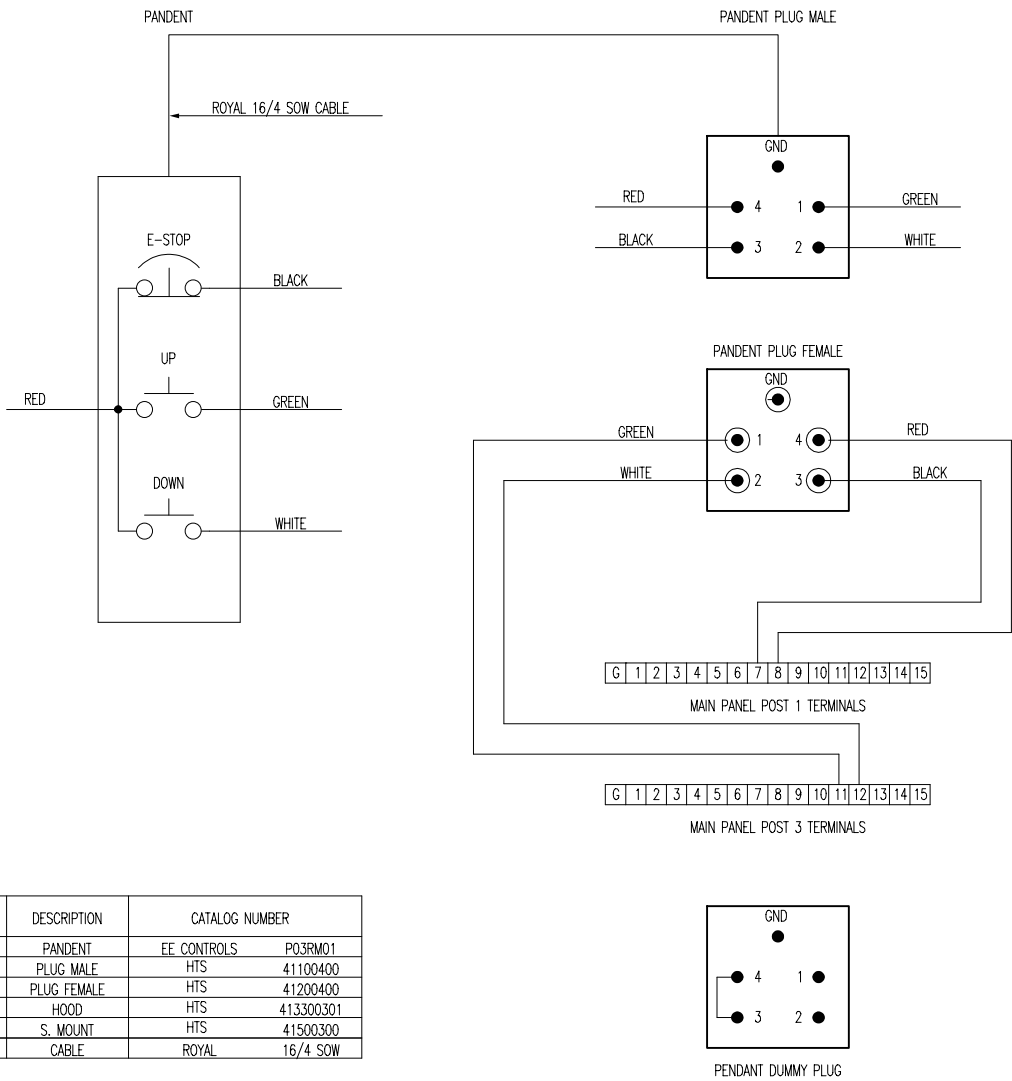 PANDENT
PANDENT PLUG MALE
ROYAL 16/4 SOW CABLE
GND
RED
4
1
GREEN
BLACK
3
2
WHITE
E-STOP
BLACK
UP
RED
GREEN
DOWN
WHITE
PANDENT PLUG FEMALE
GND
GREEN
1
4
RED
WHITE
2
3
BLACK
G 1 2 3 4 5 6 7 8 9 10 11 12 13 14 15
MAIN PANEL POST 1 TERMINALS
G 1 2 3 4 5 6 7 8 9 10 11 12 13 14 15
MAIN PANEL POST 3 TERMINALS
DESCRIPTION CATALOG NUMBER
PANDENT EE CONTROLS P03RM01
PLUG MALE HTS 41100400
PLUG FEMALE HTS 41200400
HOOD HTS 413300301
S. MOUNT HTS 41500300
CABLE ROYAL 16/4 SOW
GND
4
1
3
2
PENDANT DUMMY PLUG